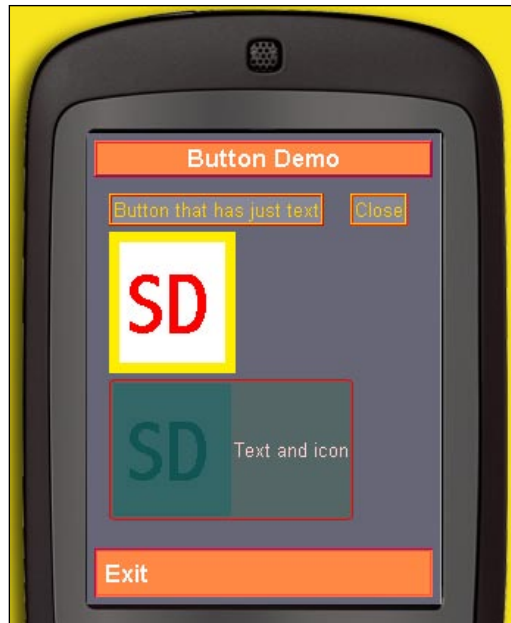 Button Demo
Button that has just text
Close
SD
SD
Text and icon
Exit